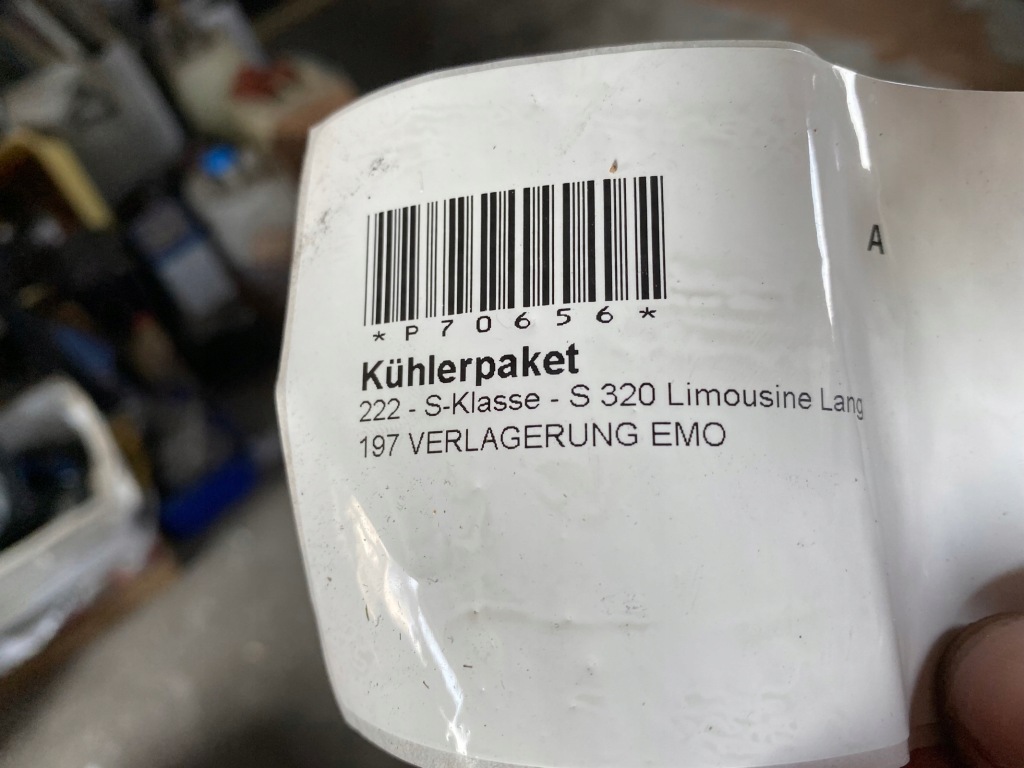 *P70656*
Kühlerpaket
222 - S-Klasse - S 320 Limousine Lang
197 VERLAGERUNG EMO
A